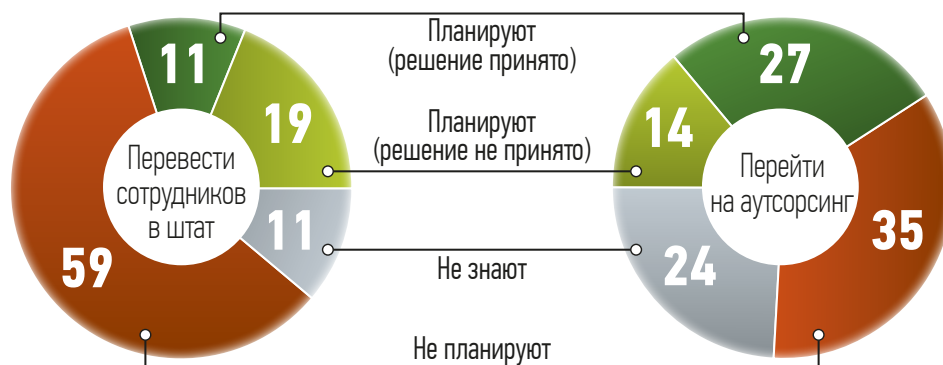 Планируют
(решение принято)
Планируют
(решение не принято)
Не знают
Не планируют
Перевести
сотрудников
в штат
11
19
11
59
Перейти
на аутсорсинг
27
14
24
35